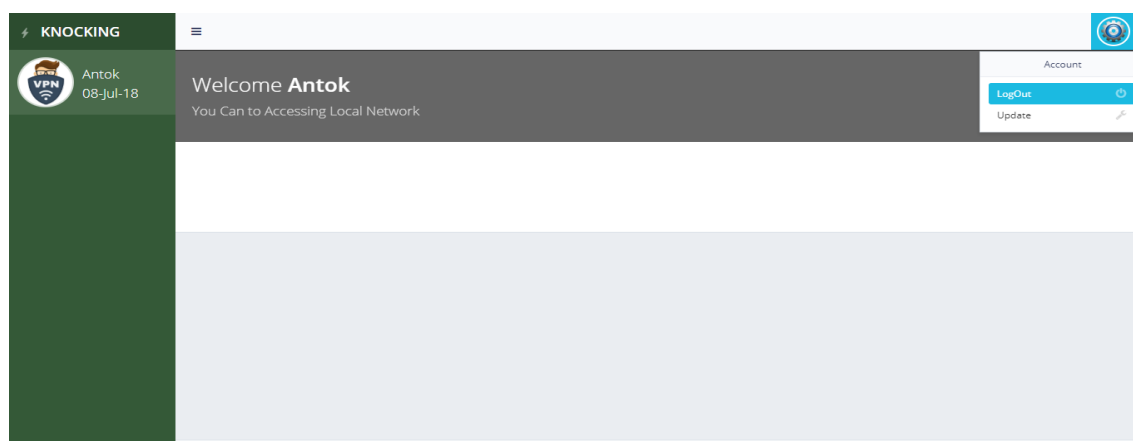 KNOCKING
VPN
Antok
08-Jul-18
Welcome Antok
You Can to Accessing Local Network
Account
LogOut
Update